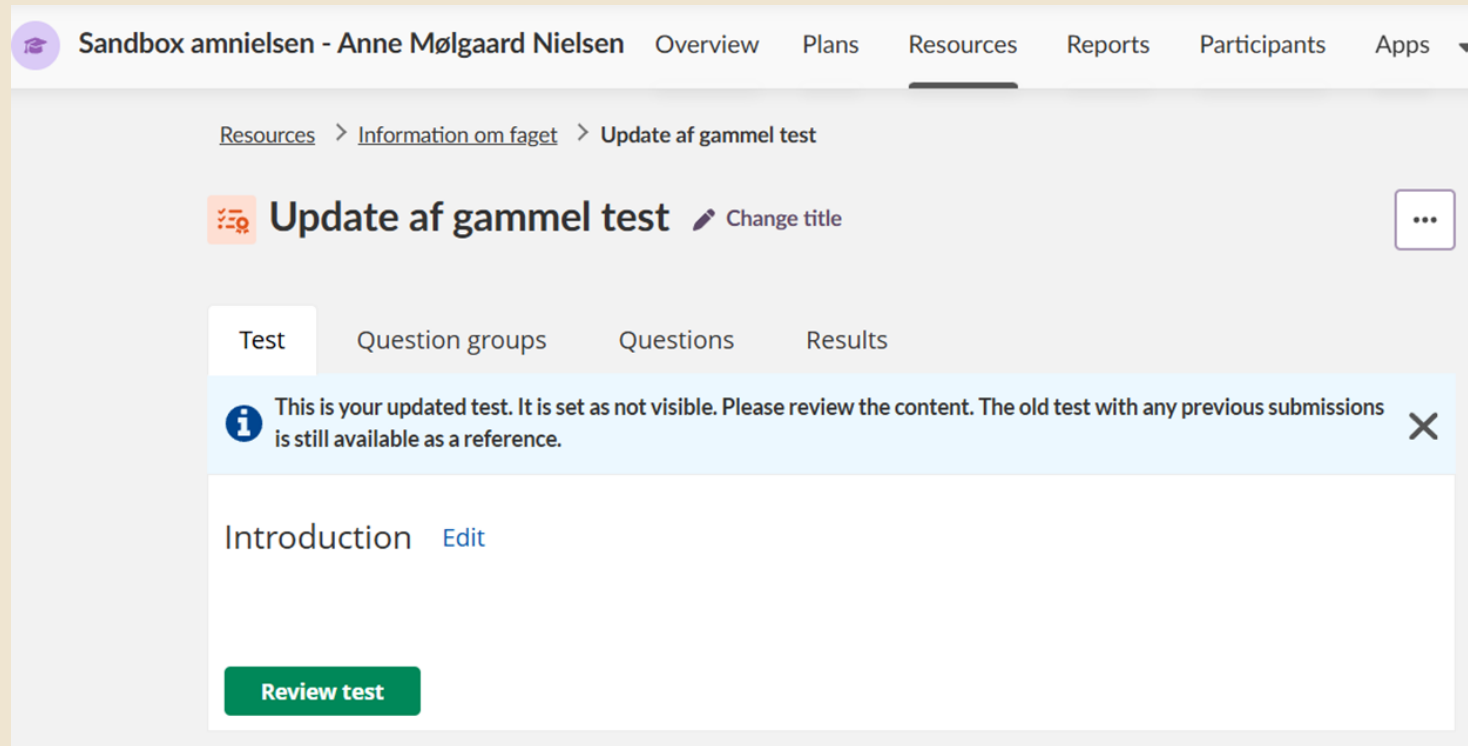 Sandbox amnielsen - Anne Mølgaard Nielsen Overview Plans Resources Reports Participants Apps
Resources > Information om faget > Update af gammel test
Update af gammel test Change title
Test Question groups Questions Results
This is your updated test. It is set as not visible. Please review the content. The old test with any previous submissions
is still available as a reference.
Introduction Edit
Review test